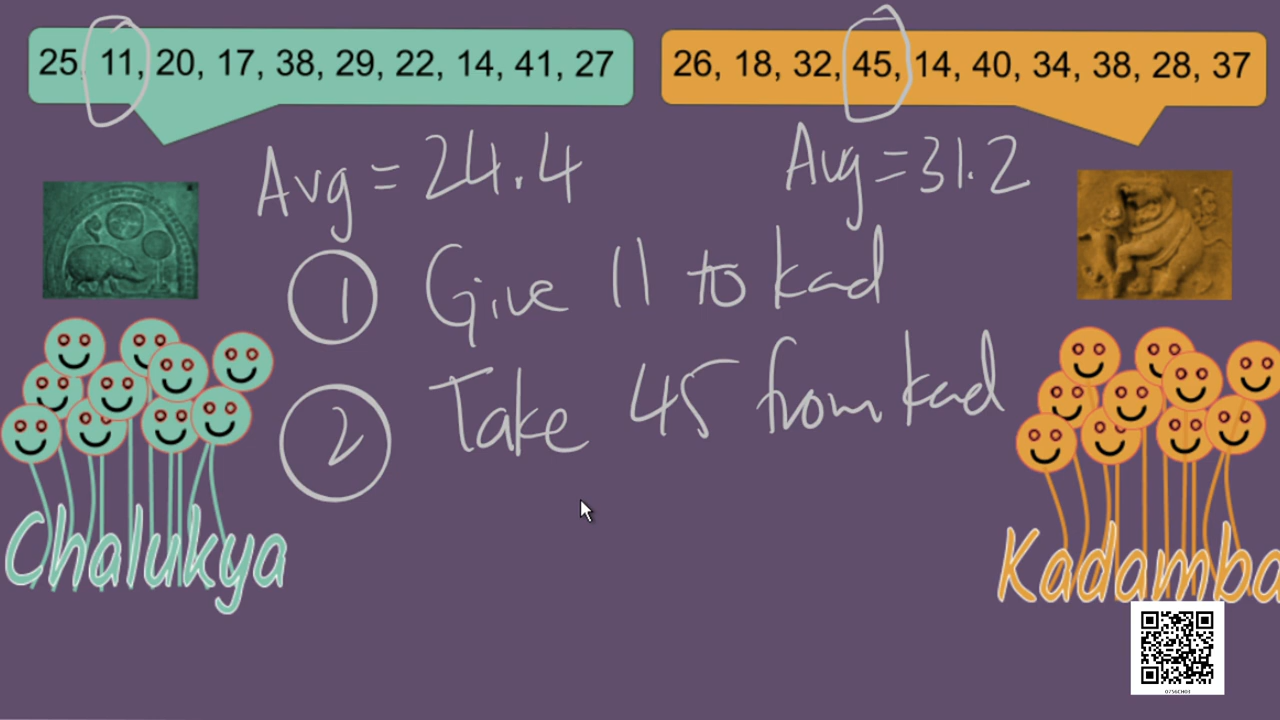 25, 11, 20, 17, 38, 29, 22, 14, 41, 27
26, 18, 32, 45, 14, 40, 34, 38, 28, 37
Avg = 24.4
Avg = 31.2
1 Give 11 to kad
2 Take 45 from kad
Chalukya
Kadamba